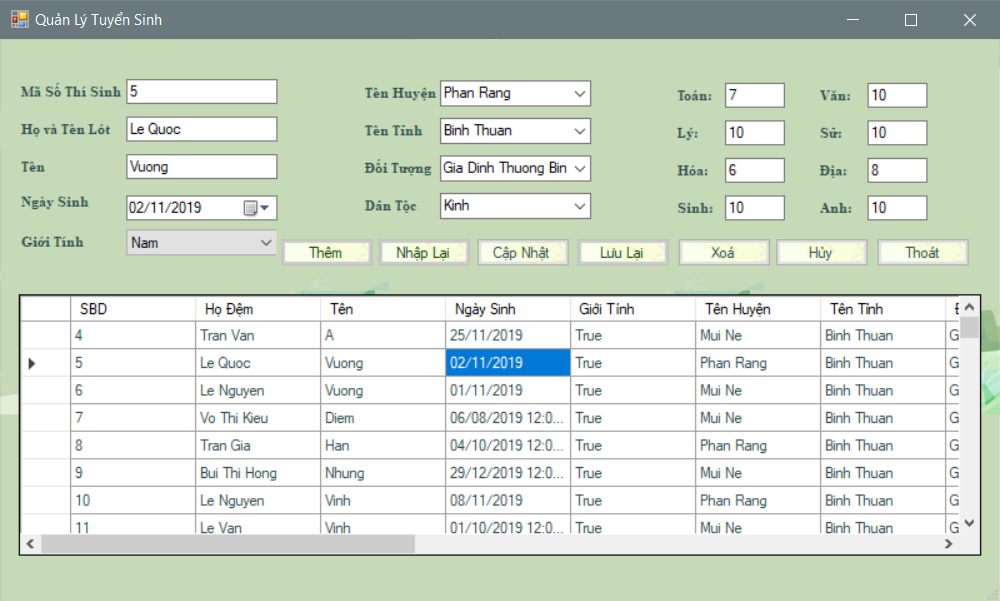 Quản Lý Tuyển Sinh
Mã Số Thí Sinh 5 Tên Huyện Phan Rang Toán: 7 Văn: 10
Họ và Tên Lót Le Quoc Tên Tỉnh Binh Thuan Lý: 10 Sử: 10
Tên Vuong Đối Tượng Gia Dinh Thuong Bin Hóa: 6 Địa: 8
Ngày Sinh 02/11/2019 Dân Tộc Kinh Sinh: 10 Anh: 10
Giới Tính Nam
Thêm Nhập Lại Cập Nhật Lưu Lại Xoá Hủy Thoát
SBD Họ Đệm Tên Ngày Sinh Giới Tính Tên Huyện Tên Tỉnh
4 Tran Van A 25/11/2019 True Mui Ne Binh Thuan G
5 Le Quoc Vuong 02/11/2019 True Phan Rang Binh Thuan G
6 Le Nguyen Vuong 01/11/2019 True Mui Ne Binh Thuan G
7 Vo Thi Kieu Diem 06/08/2019 12:0... True Mui Ne Binh Thuan G
8 Tran Gia Han 04/10/2019 12:0... True Phan Rang Binh Thuan G
9 Bui Thi Hong Nhung 29/12/2019 12:0... True Mui Ne Binh Thuan G
10 Le Nguyen Vinh 08/11/2019 True Phan Rang Binh Thuan G
11 Le Van Vinh 01/10/2019 12:0... True Mui Ne Binh Thuan G